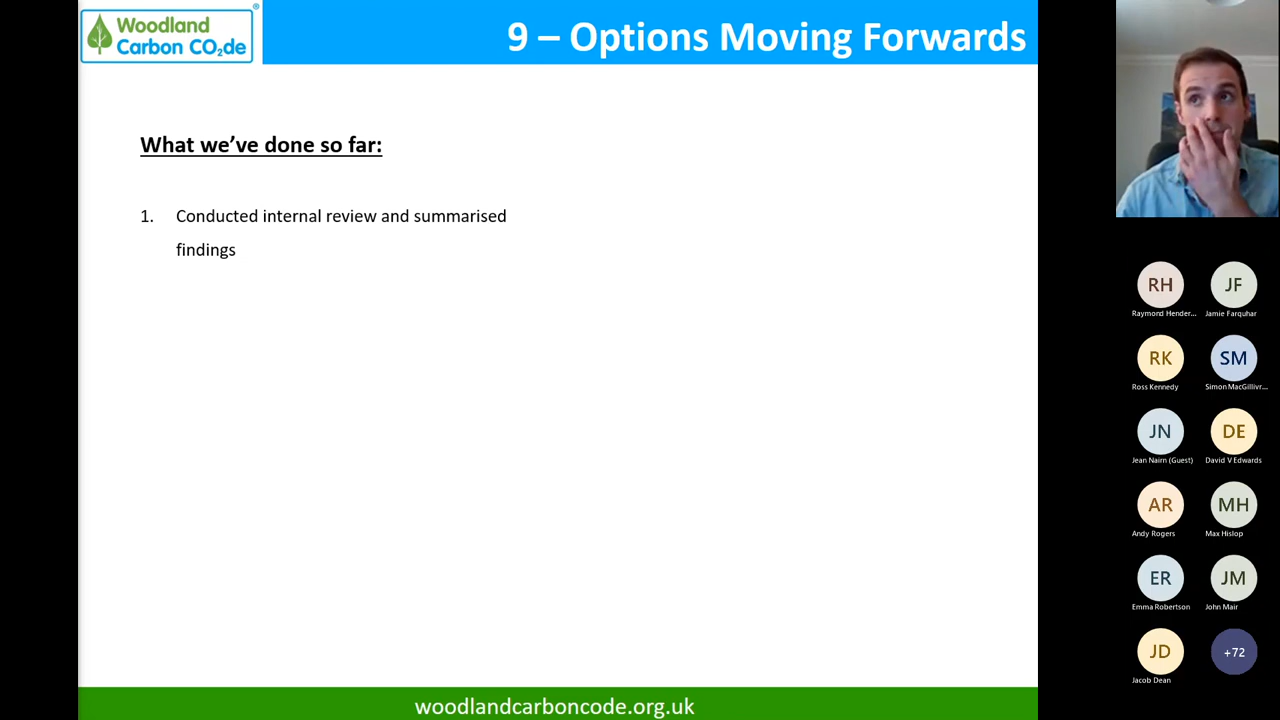 Woodland
Carbon CO2de
®
9 – Options Moving Forwards
What we've done so far:
1. Conducted internal review and summarised
findings
woodlandcarboncode.org.uk
RH
JF
Raymond Hender...
Jamie Farquhar
RK
SM
Ross Kennedy
Simon MacGillivr...
JN
DE
Jean Nairn (Guest)
David V Edwards
AR
MH
Andy Rogers
Max Hislop
ER
JM
Emma Robertson
John Mair
JD
+72
Jacob Dean